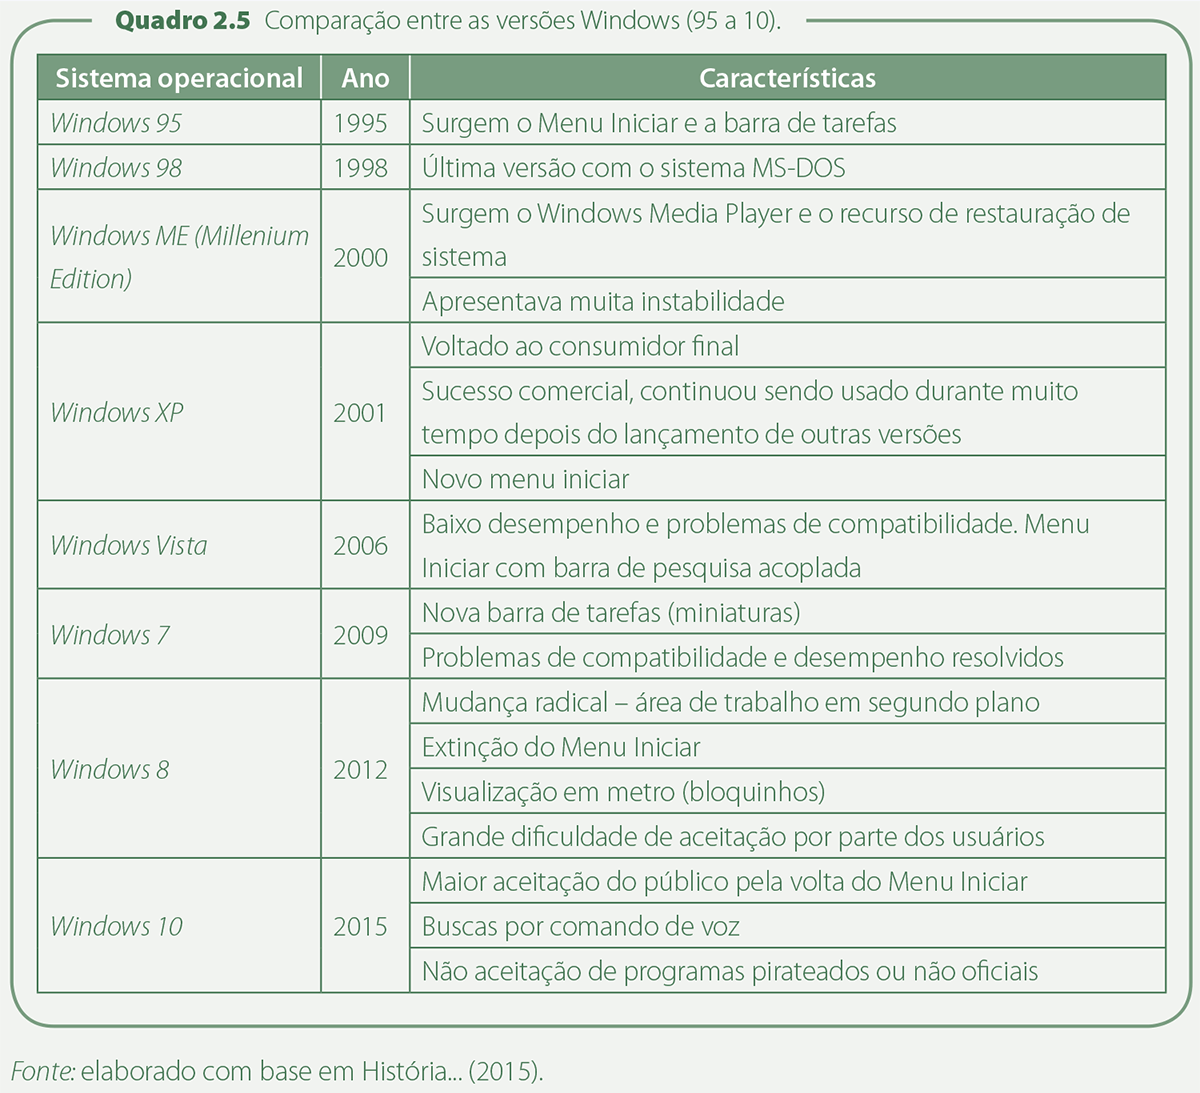 Quadro 2.5 Comparação entre as versões Windows (95 a 10).
Sistema operacional Ano Características
Windows 95 1995 Surgem o Menu Iniciar e a barra de tarefas
Windows 98 1998 Última versão com o sistema MS-DOS
Windows ME (Millenium
Edition)
2000
Surgem o Windows Media Player e o recurso de restauração de
sistema
Apresentava muita instabilidade
Windows XP
2001
Voltado ao consumidor final
Sucesso comercial, continuou sendo usado durante muito
tempo depois do lançamento de outras versões
Novo menu iniciar
Windows Vista
2006
Baixo desempenho e problemas de compatibilidade. Menu
Iniciar com barra de pesquisa acoplada
Windows 7
2009
Nova barra de tarefas (miniaturas)
Problemas de compatibilidade e desempenho resolvidos
Windows 8
2012
Mudança radical – área de trabalho em segundo plano
Extinção do Menu Iniciar
Visualização em metro (bloquinhos)
Grande dificuldade de aceitação por parte dos usuários
Windows 10
2015
Maior aceitação do público pela volta do Menu Iniciar
Buscas por comando de voz
Não aceitação de programas pirateados ou não oficiais
Fonte: elaborado com base em História... (2015).